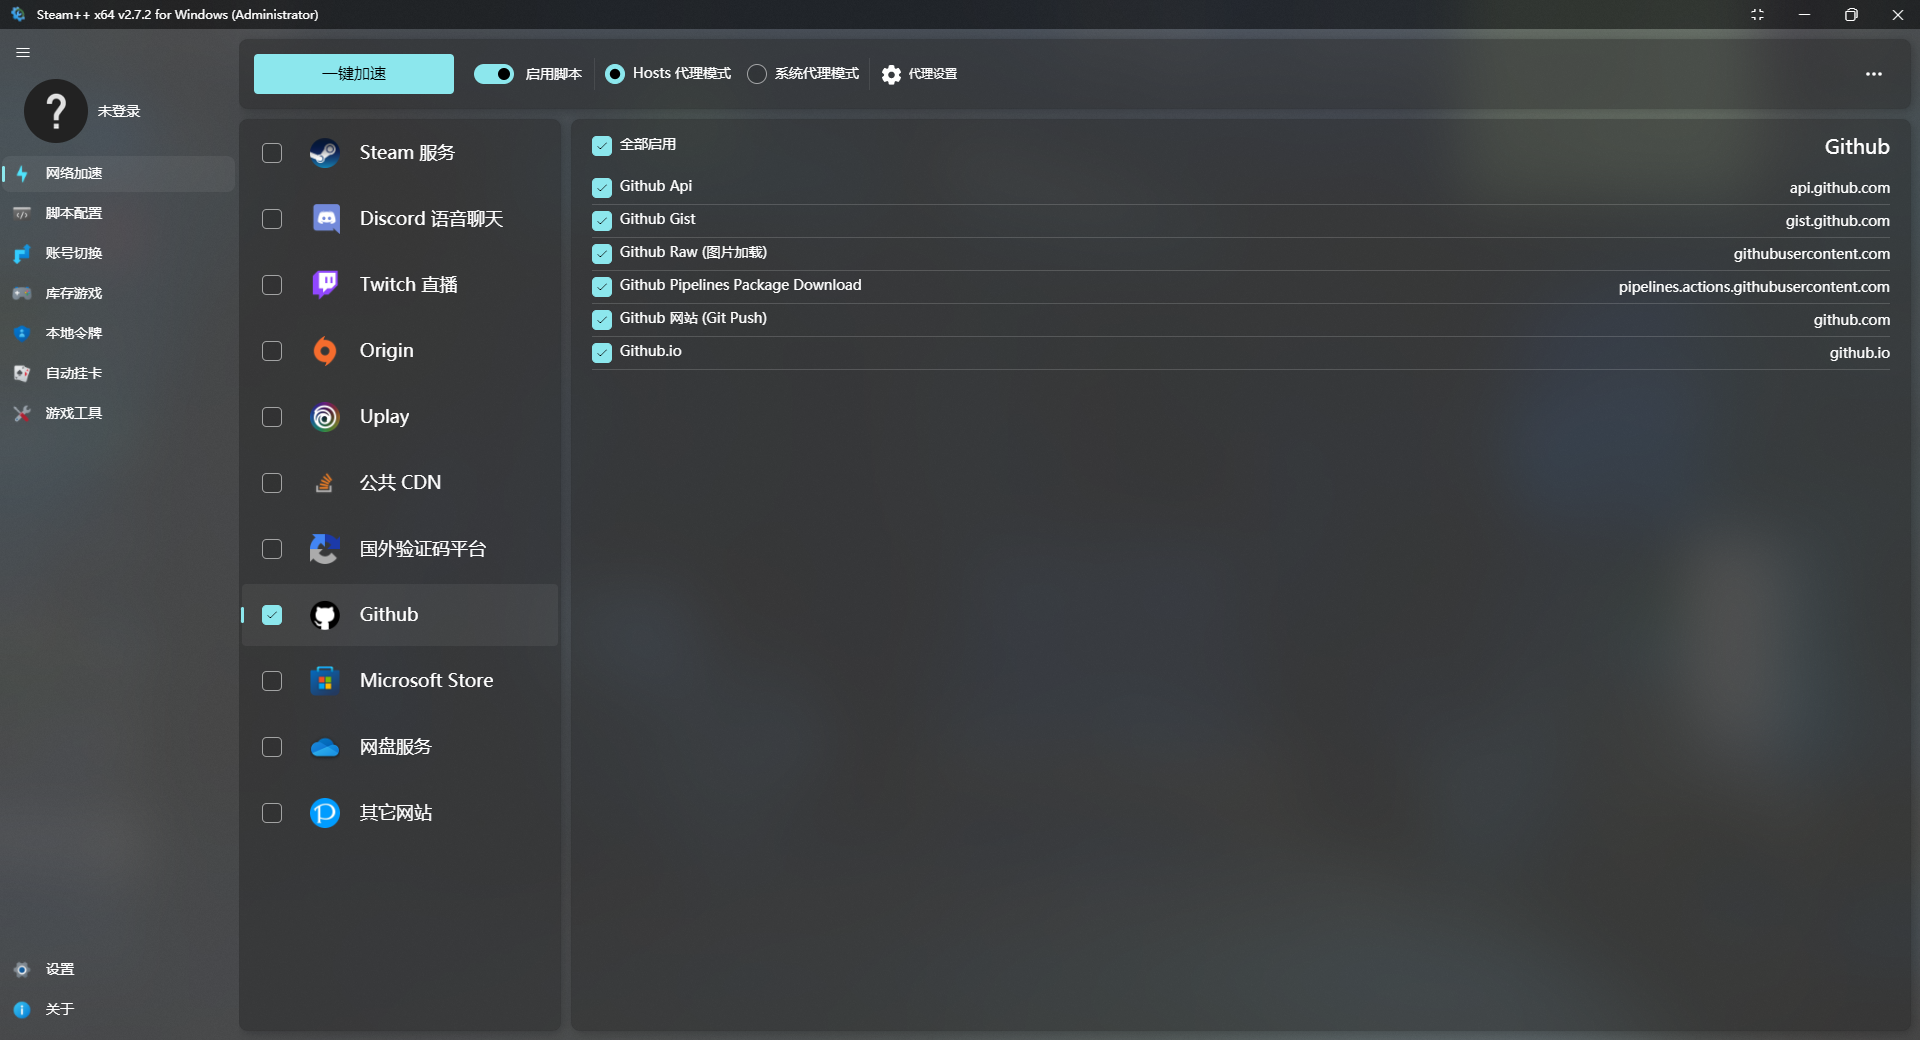 Steam++ x64 v2.7.2 for Windows (Administrator)
未登录
网络加速
脚本配置
账号切换
库存游戏
本地令牌
自动挂卡
游戏工具
设置
关于
一键加速
启用脚本
Hosts 代理模式
系统代理模式
代理设置
Steam 服务
Discord 语音聊天
Twitch 直播
Origin
Uplay
公共 CDN
国外验证码平台
Github
Microsoft Store
网盘服务
其它网站
全部启用 Github
Github Api api.github.com
Github Gist gist.github.com
Github Raw (图片加载) githubusercontent.com
Github Pipelines Package Download pipelines.actions.githubusercontent.com
Github 网站 (Git Push) github.com
Github.io github.io